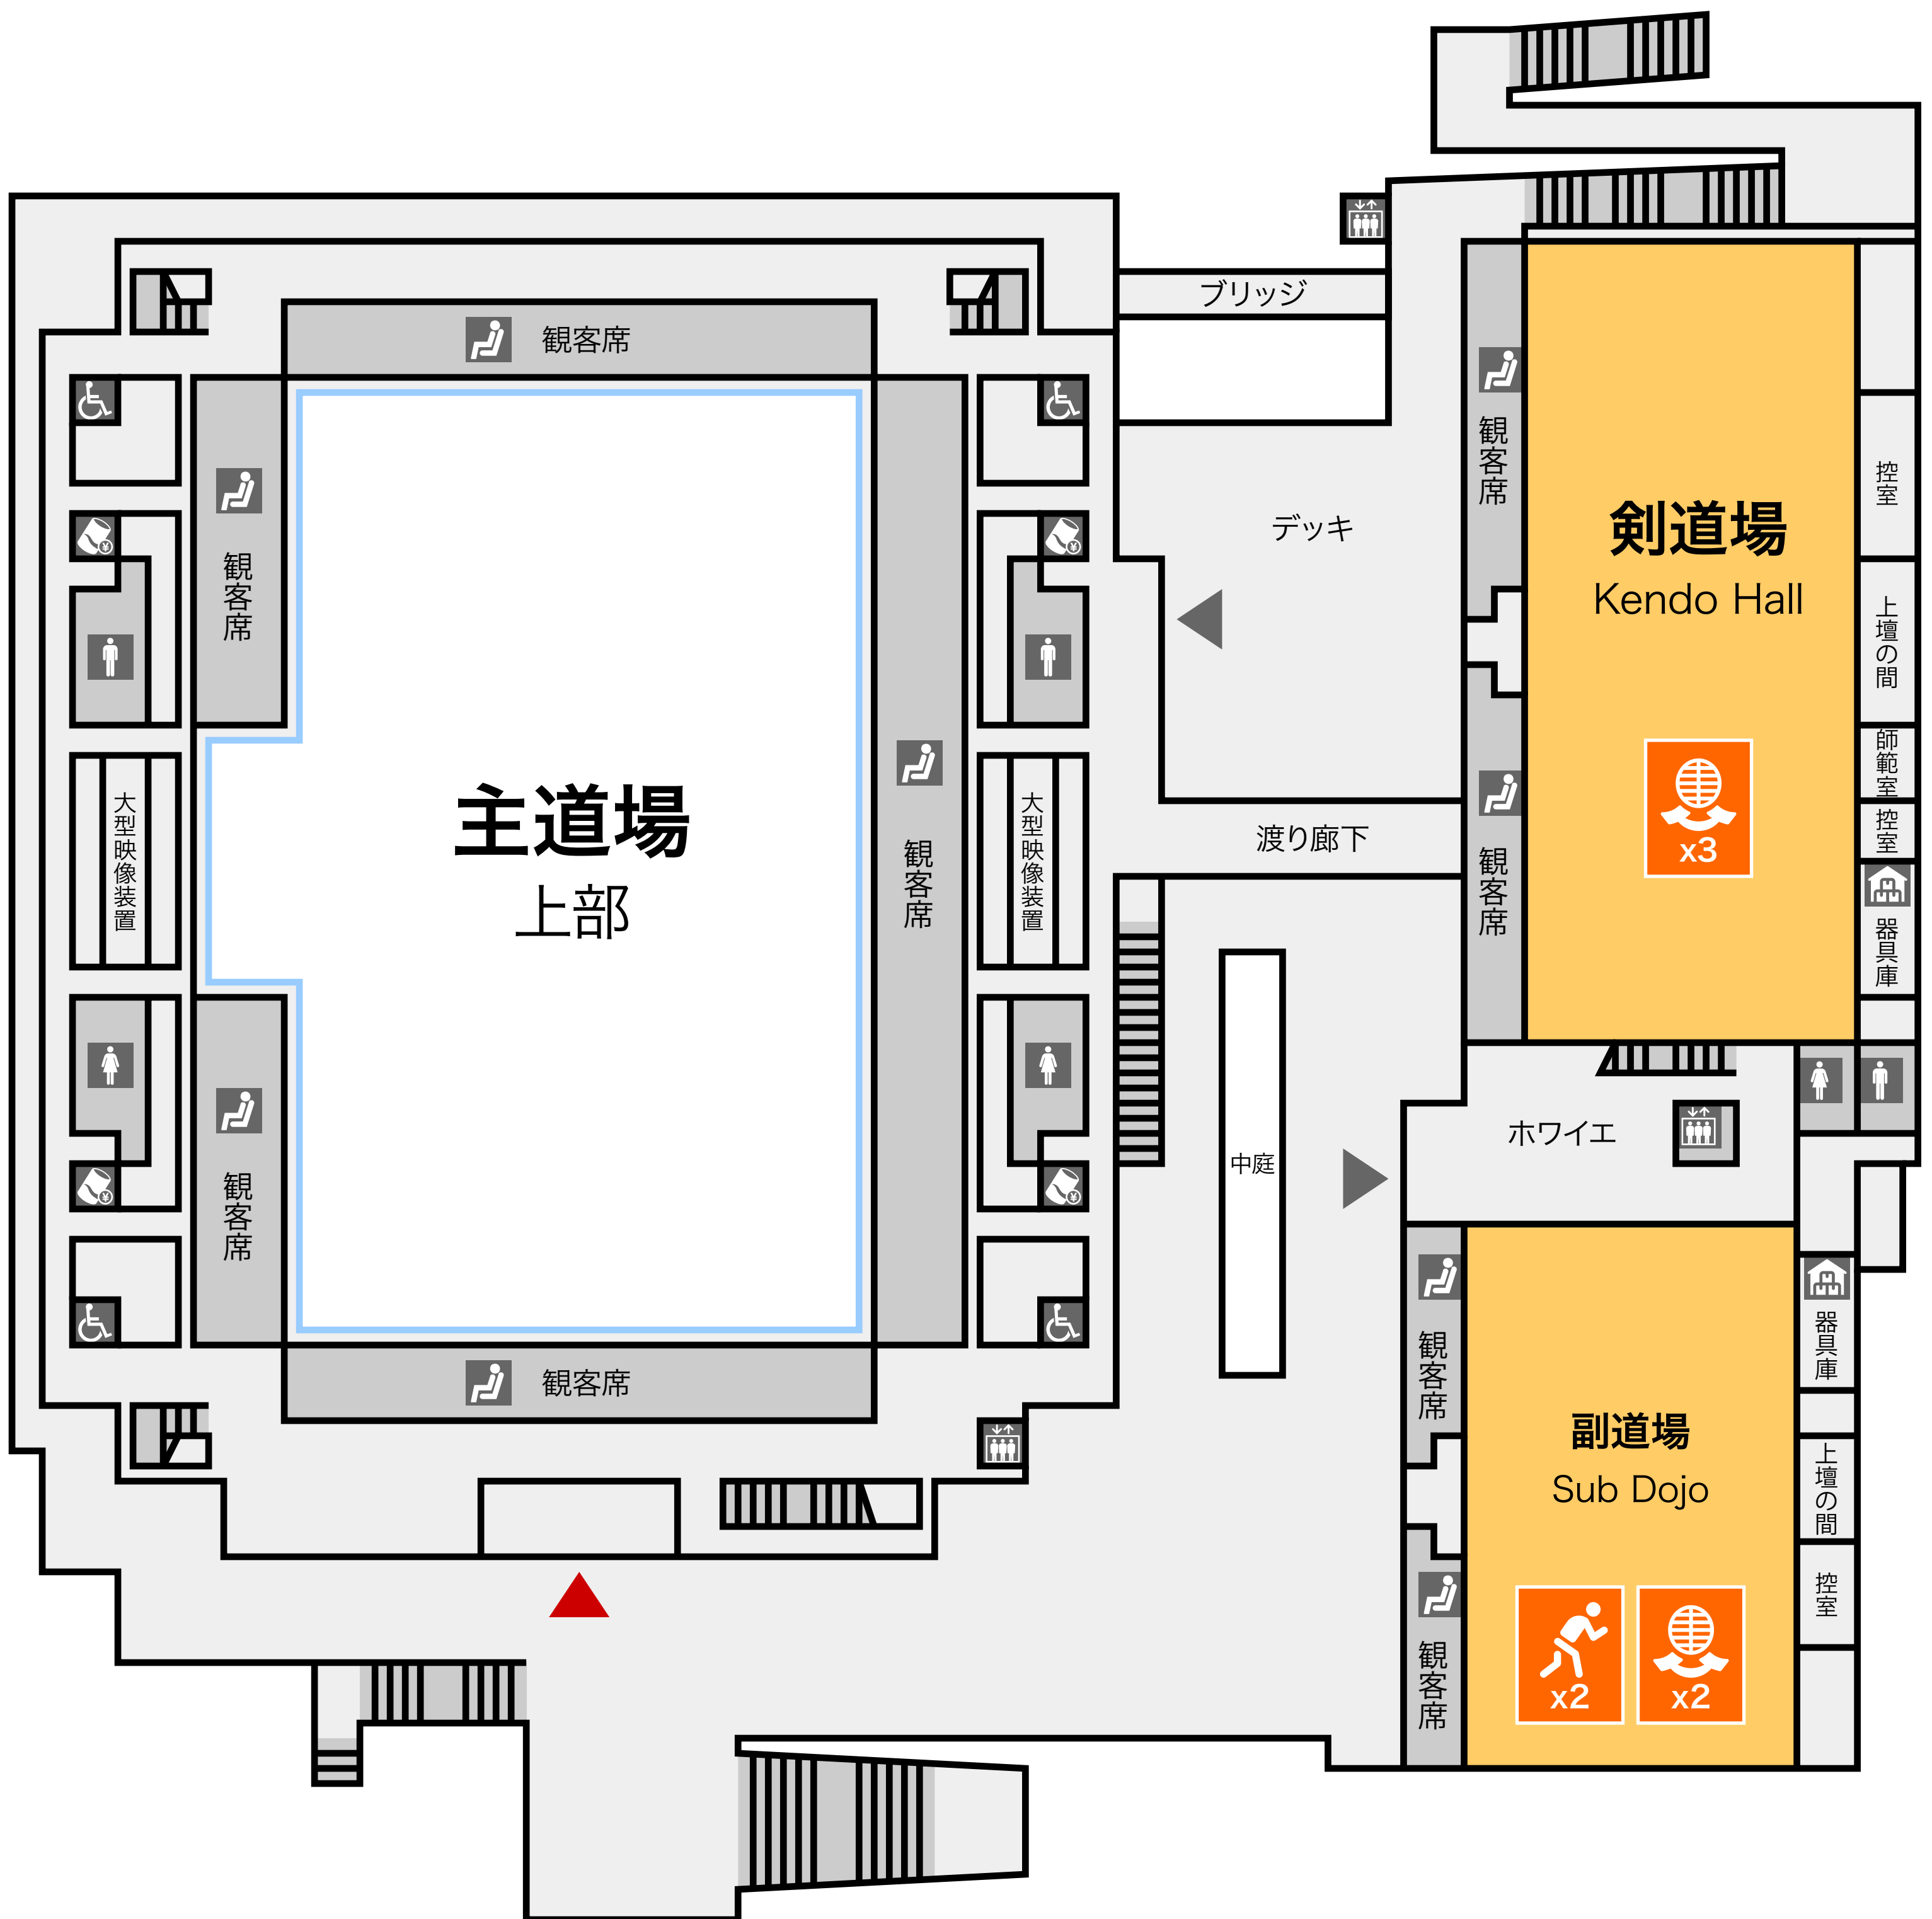 ブリッジ
観客席
観客席
観客席
デッキ
控室
剣道場
Kendo Hall
観客席
上壇の間
師範室
x3
大型映像装置
主道場
上部
大型映像装置
観客席
渡り廊下
控室
観客席
器具庫
ホワイエ
中庭
観客席
観客席
器具庫
観客席
副道場
Sub Dojo
上壇の間
控室
観客席
x2
x2
¥
¥
¥
¥